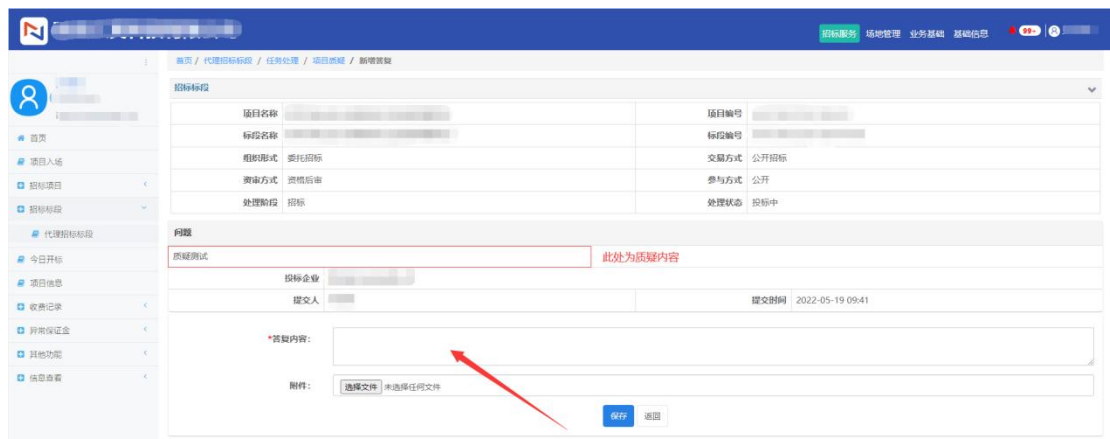 招标服务 场地管理 业务基础 基础信息 99+
首页 / 代理招标标段 / 任务处理 / 项目质疑 / 新增答复
招标标段
项目名称 项目编号
标段名称 标段编号
组织形式 委托招标 交易方式 公开招标
资审方式 资格后审 参与方式 公开
处理阶段 招标 处理状态 投标中
首页
项目入场
招标项目
招标标段
代理招标标段
今日开标
项目信息
收费记录
异常保证金
其他功能
信息查看
问题
质疑测试 此处为质疑内容
投标企业
提交人 提交时间 2022-05-19 09:41
*答复内容:
附件: 选择文件 未选择任何文件
保存 返回